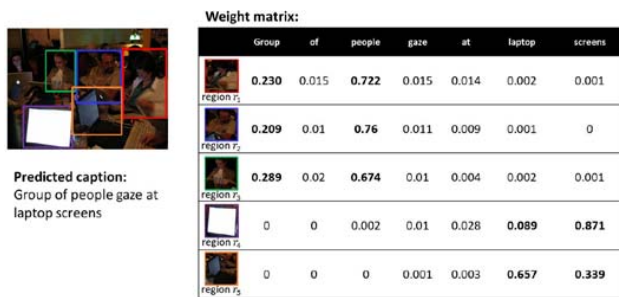 Weight matrix:
Group of people gaze at laptop screens
0.230 0.015 0.722 0.015 0.014 0.002 0.001
region r1
0.209 0.01 0.76 0.011 0.009 0.001 0
region r2
0.289 0.02 0.674 0.01 0.004 0.002 0.001
region r3
0 0 0.002 0.01 0.028 0.089 0.871
region r4
0 0 0 0.001 0.003 0.657 0.339
region r5
Predicted caption:
Group of people gaze at
laptop screens